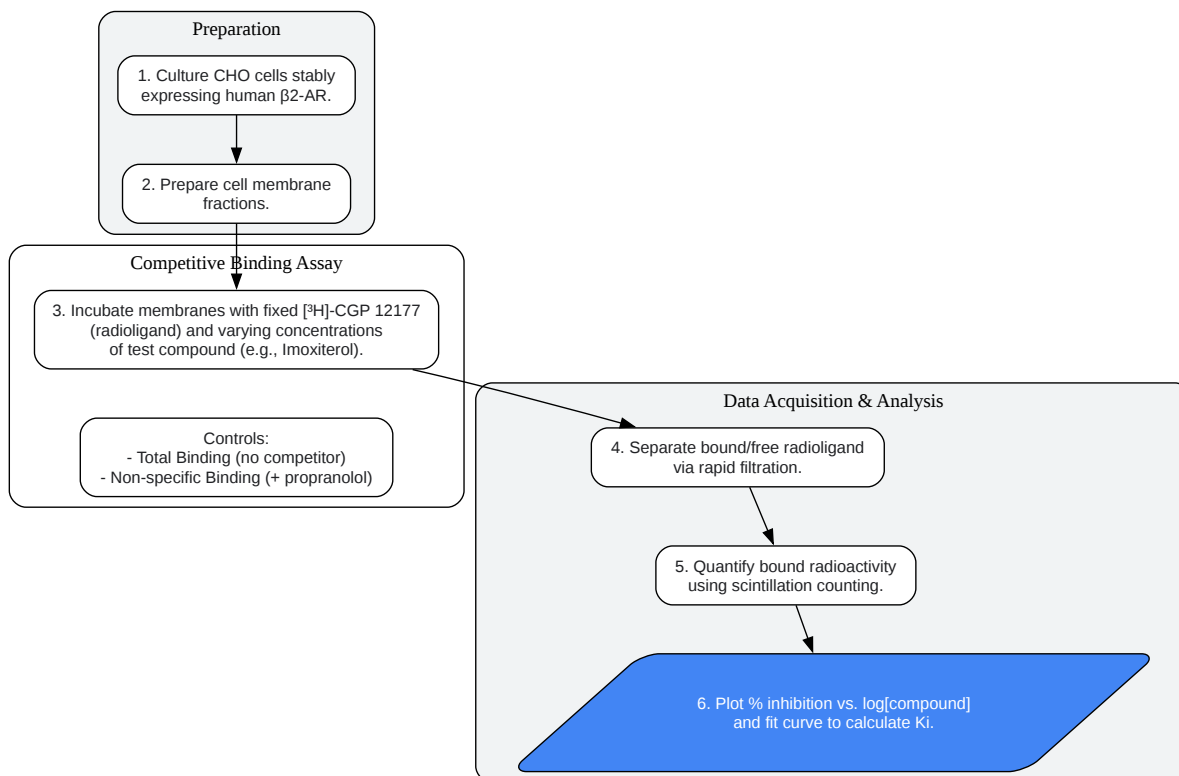 Preparation
1. Culture CHO cells stably
expressing human β2-AR.
2. Prepare cell membrane
fractions.
Competitive Binding Assay
3. Incubate membranes with fixed [³H]-CGP 12177
(radioligand) and varying concentrations
of test compound (e.g., Imoxiterol).
Controls:
- Total Binding (no competitor)
- Non-specific Binding (+ propranolol)
Data Acquisition & Analysis
4. Separate bound/free radioligand
via rapid filtration.
5. Quantify bound radioactivity
using scintillation counting.
6. Plot % inhibition vs. log[compound]
and fit curve to calculate Ki.